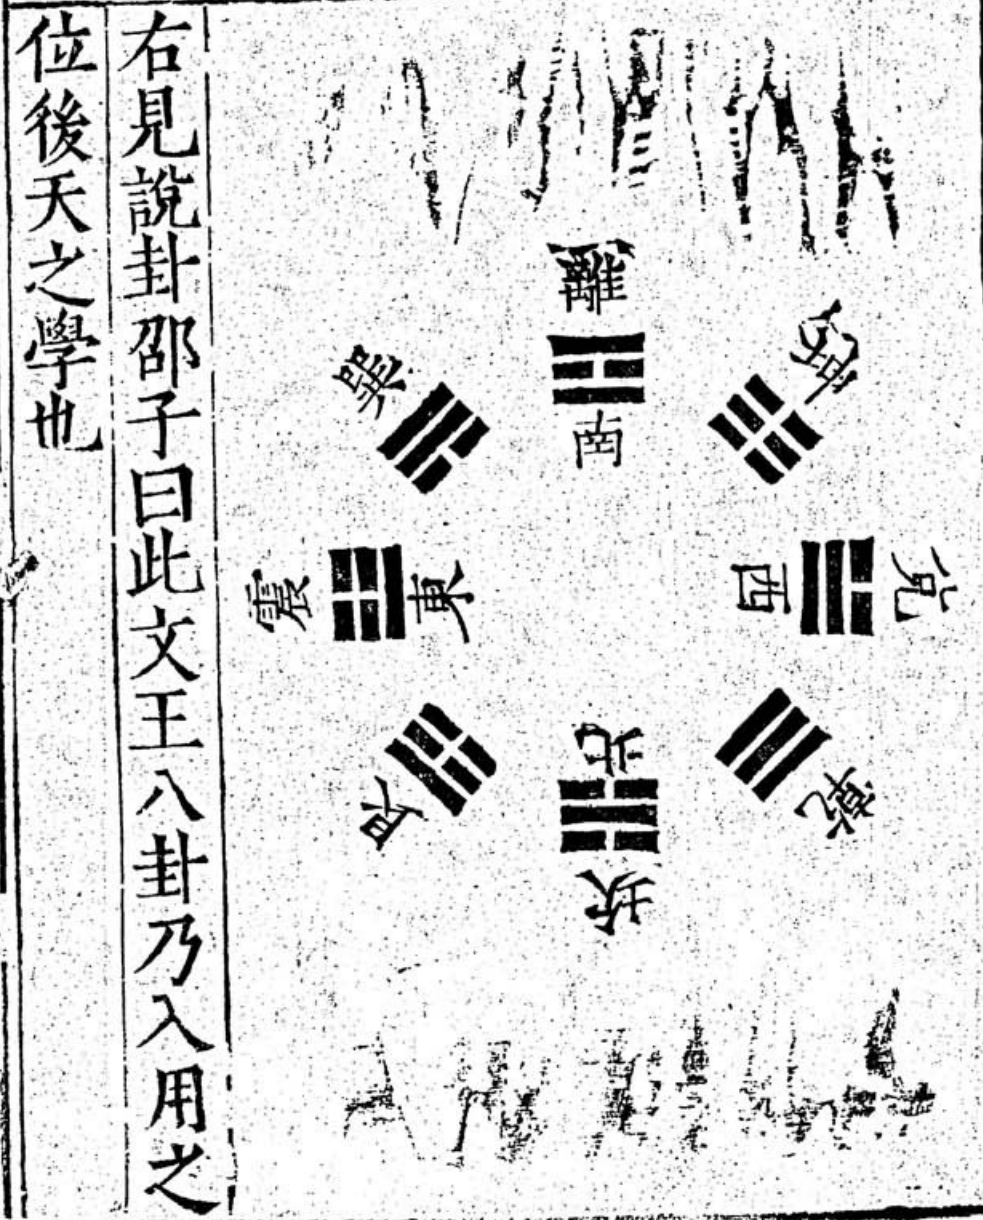 離
南
坤
兌
西
乾
北
坎
艮
震
東
巽
右見說卦邵子曰此文王八卦乃入用之
位後天之學也